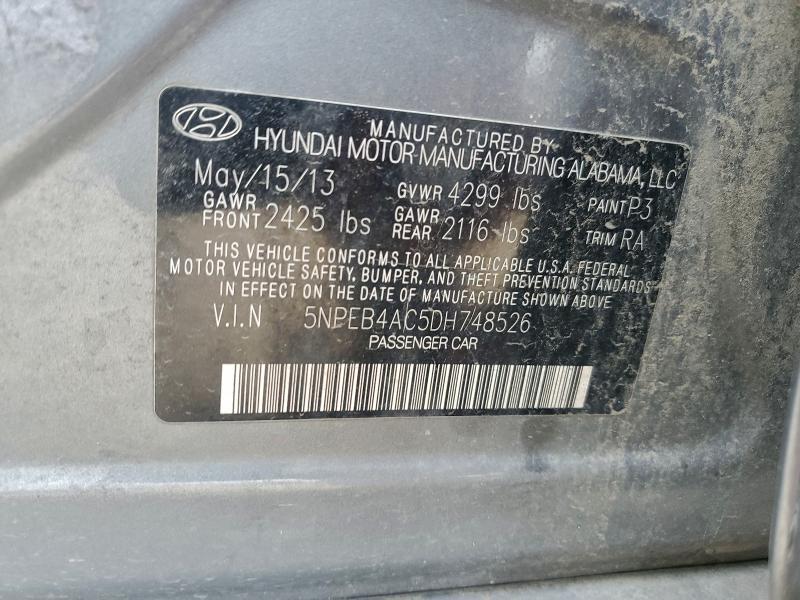 MANUFACTURED BY
HYUNDAI MOTOR MANUFACTURING ALABAMA, LLC
May/15/13 GVWR 4299 lbs PAINT P3
GAWR FRONT 2425 lbs GAWR REAR 2116 lbs TRIM RA
THIS VEHICLE CONFORMS TO ALL APPLICABLE U.S.A. FEDERAL
MOTOR VEHICLE SAFETY, BUMPER, AND THEFT PREVENTION STANDARDS
IN EFFECT ON THE DATE OF MANUFACTURE SHOWN ABOVE
V.I.N 5NPEB4AC5DH748526
PASSENGER CAR